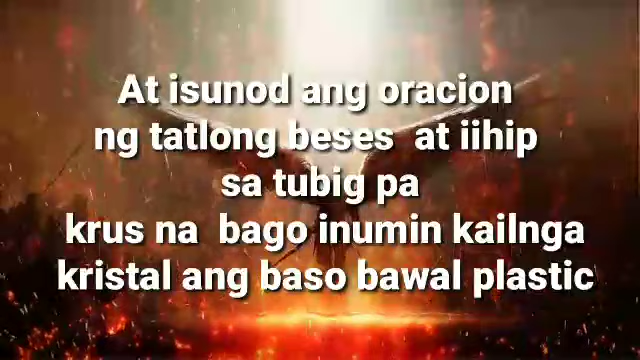 At isunod ang oracion
ng tatlong beses at iihip
sa tubig pa
krus na bago inumin kailnga
kristal ang baso bawal plastic